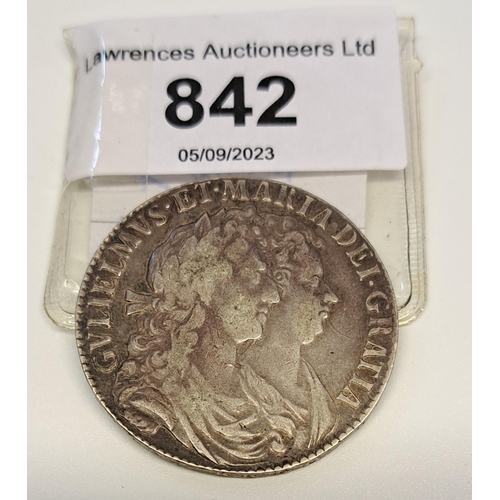 Lawrences Auctioneers Ltd
842
05/09/2023
GVLIELMVS·ET·MARIA·DEI·GRATIA